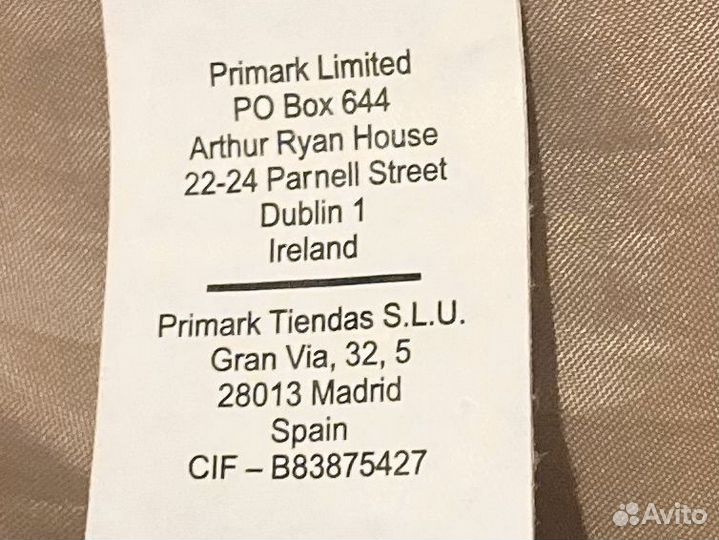 Primark Limited
PO Box 644
Arthur Ryan House
22-24 Parnell Street
Dublin 1
Ireland
Primark Tiendas S.L.U.
Gran Via, 32, 5
28013 Madrid
Spain
CIF – B83875427
Avito